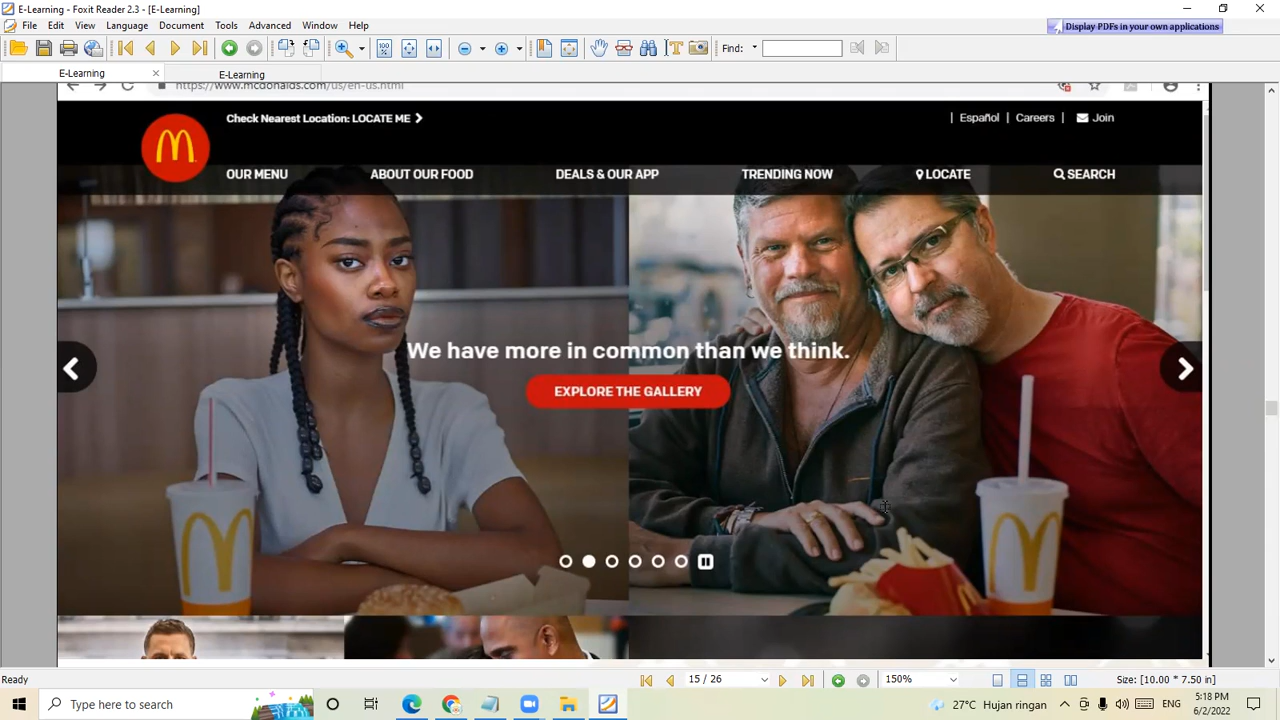 E-Learning - Foxit Reader 2.3 - [E-Learning]
File Edit View Language Document Tools Advanced Window Help
Display PDFs in your own applications
Find:
E-Learning
E-Learning
https://www.mcdonalds.com/us/en-us.html
Check Nearest Location: LOCATE ME
Español | Careers | Join
OUR MENU ABOUT OUR FOOD DEALS & OUR APP TRENDING NOW LOCATE SEARCH
We have more in common than we think.
EXPLORE THE GALLERY
Ready
15 / 26
150%
Size: [10.00 * 7.50 in]
Type here to search
27°C Hujan ringan
ENG
5:18 PM
6/2/2022